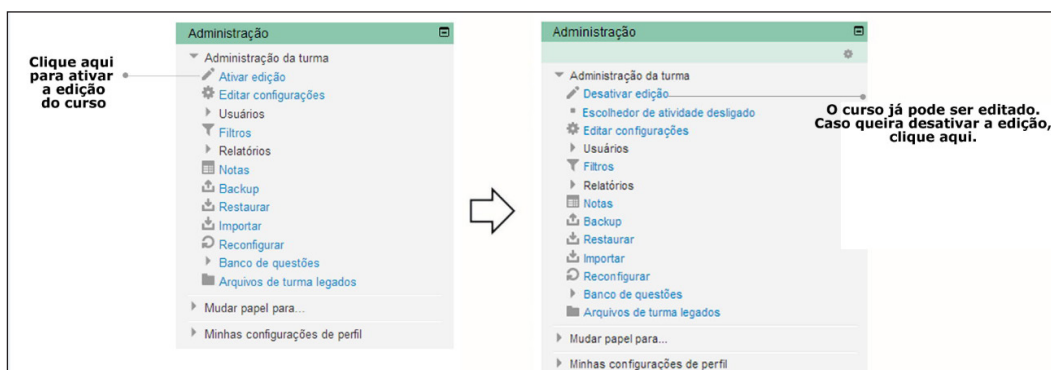 Clique aqui
para ativar
a edição
do curso
Administração
Administração da turma
Ativar edição
Editar configurações
Usuários
Filtros
Relatórios
Notas
Backup
Restaurar
Importar
Reconfigurar
Banco de questões
Arquivos de turma legados
Mudar papel para...
Minhas configurações de perfil
Administração
Administração da turma
Desativar edição
Escolhedor de atividade desligado
Editar configurações
Usuários
Filtros
Relatórios
Notas
Backup
Restaurar
Importar
Reconfigurar
Banco de questões
Arquivos de turma legados
Mudar papel para...
Minhas configurações de perfil
O curso já pode ser editado.
Caso queira desativar a edição,
clique aqui.